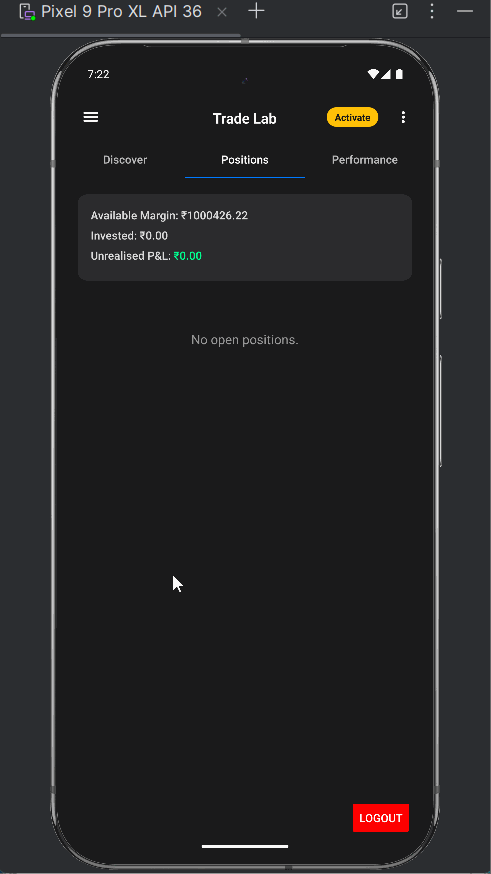 Pixel 9 Pro XL API 36
7:22
Trade Lab
Activate
Discover
Positions
Performance
Available Margin: ₹1000426.22
Invested: ₹0.00
Unrealised P&L: ₹0.00
No open positions.
LOGOUT